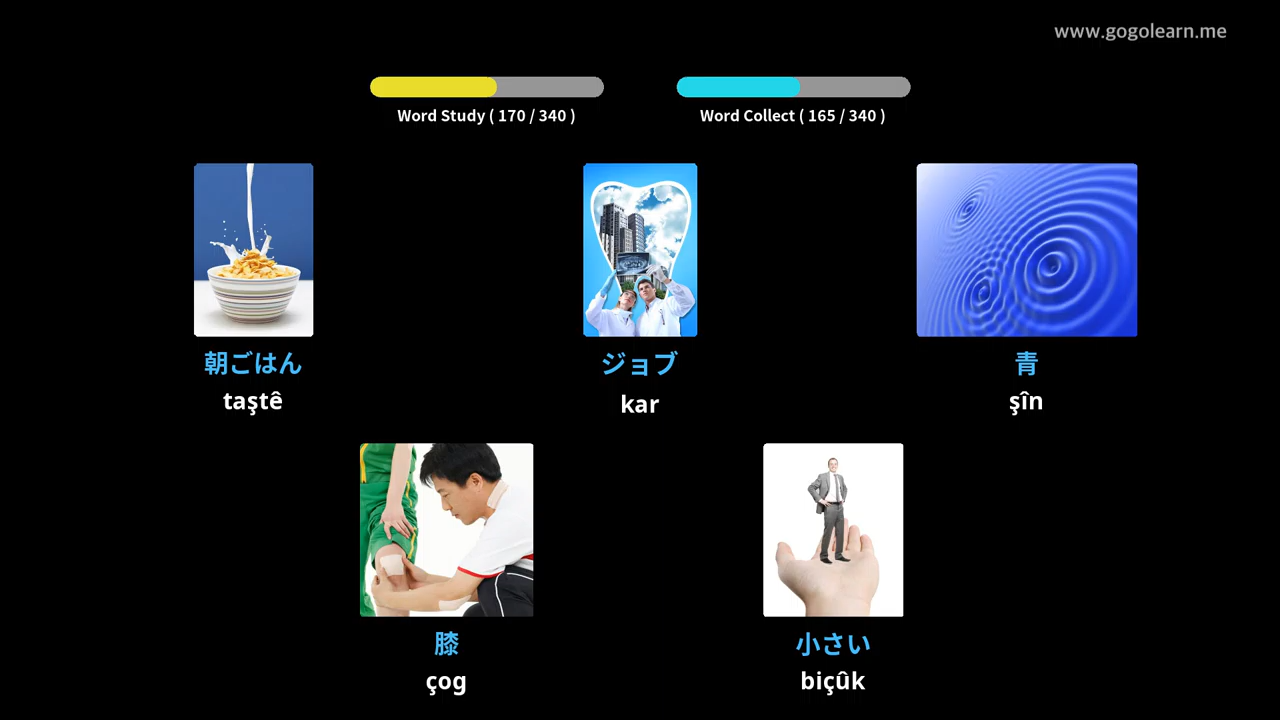 www.gogolearn.me
Word Study ( 170 / 340 )
Word Collect ( 165 / 340 )
朝ごはん
taştê
ジョブ
kar
青
şîn
膝
çog
小さい
biçûk